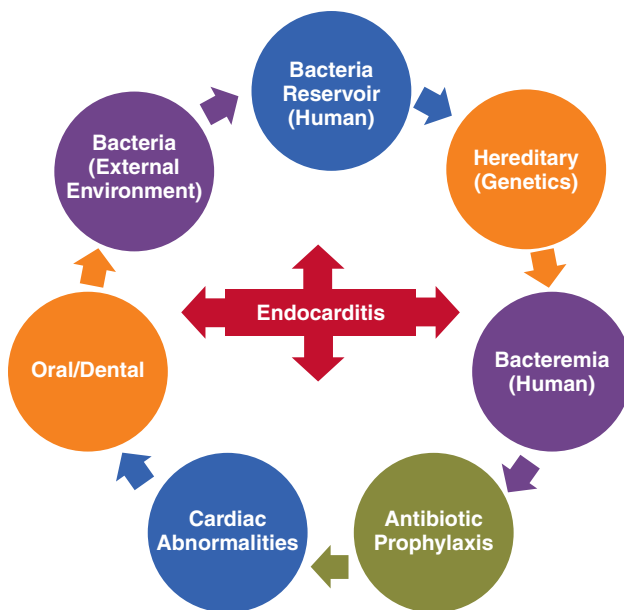 Bacteria
Reservoir
(Human)
Hereditary
(Genetics)
Bacteremia
(Human)
Antibiotic
Prophylaxis
Cardiac
Abnormalities
Oral/Dental
Bacteria
(External
Environment)
Endocarditis